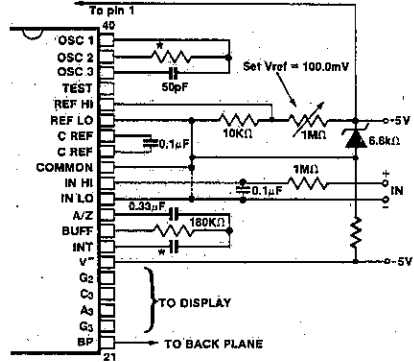 To pin 1
40
OSC 1
OSC 2
*
OSC 3
50pF
TEST
Set Vref = 100.0mV
REF HI
REF LO
10KΩ
1MΩ
-5V
6.6kΩ
C REF
0.1µF
C REF
COMMON
1MΩ
IN HI
+
0.1µF
IN
IN LO
-
0.33µF
A/Z
180KΩ
BUFF
INT
*
V-
-5V
G2
C3
TO DISPLAY
A3
G3
BP
TO BACK PLANE
21